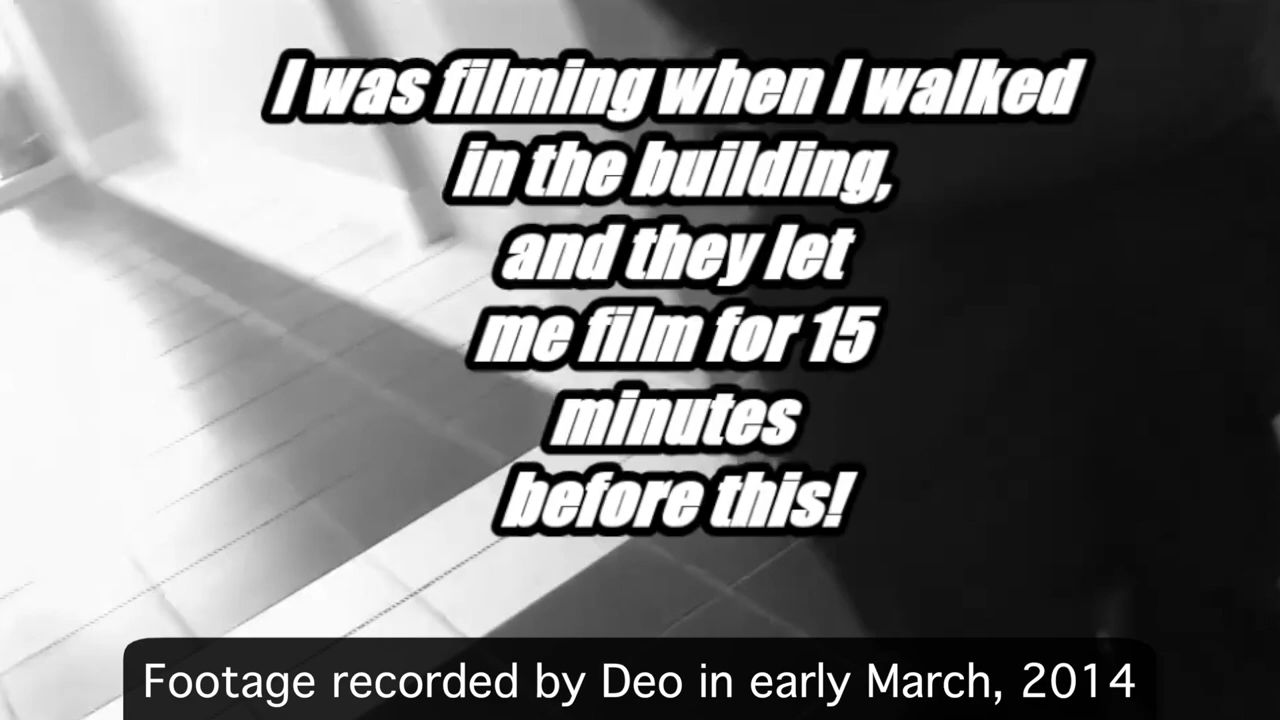 I was filming when I walked
in the building,
and they let
me film for 15
minutes
before this!
Footage recorded by Deo in early March, 2014